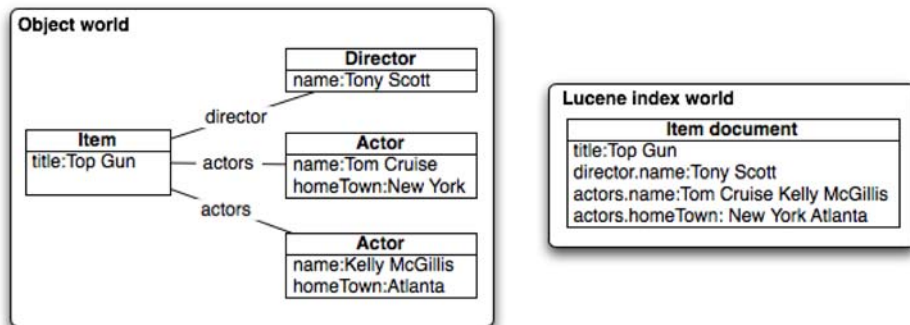 Object world
Director
name:Tony Scott
director
Item
title:Top Gun
actors
Actor
name:Tom Cruise
homeTown:New York
actors
Actor
name:Kelly McGillis
homeTown:Atlanta
Lucene index world
Item document
title:Top Gun
director.name:Tony Scott
actors.name:Tom Cruise Kelly McGillis
actors.homeTown: New York Atlanta